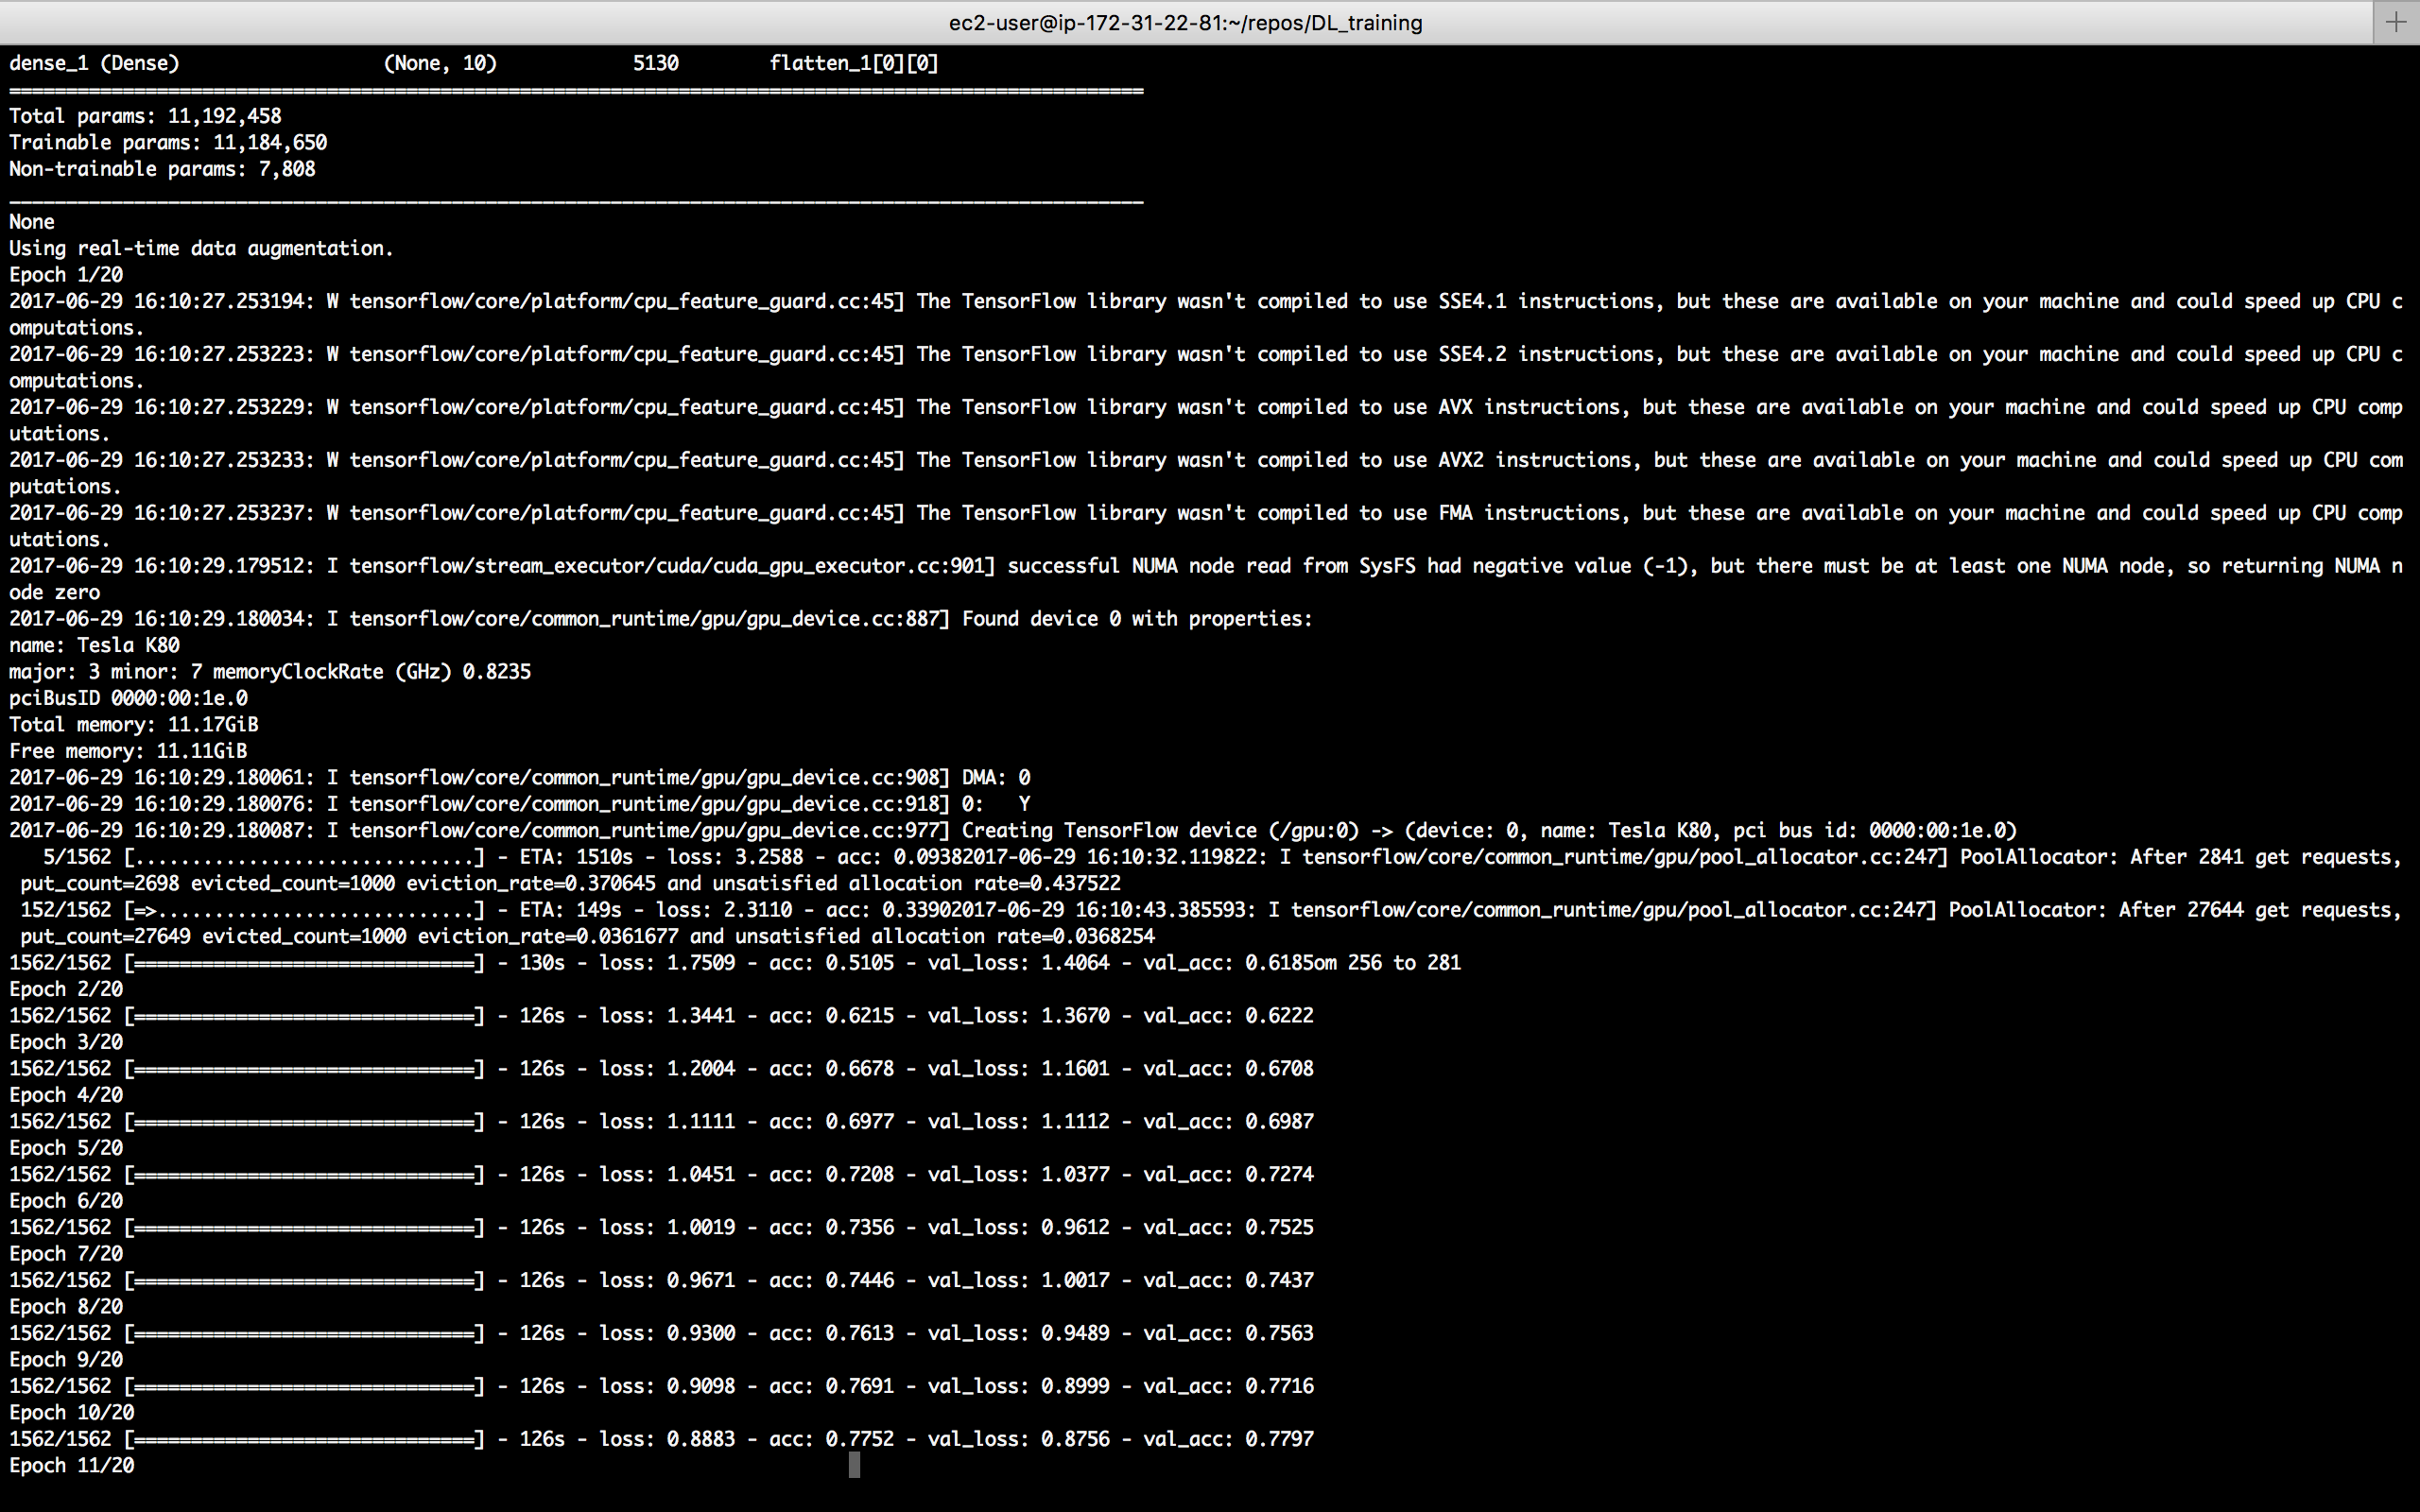 ec2-user@ip-172-31-22-81:~/repos/DL_training
dense_1 (Dense)                  (None, 10)            5130        flatten_1[0][0]
====================================================================================================
Total params: 11,192,458
Trainable params: 11,184,650
Non-trainable params: 7,808
____________________________________________________________________________________________________
None
Using real-time data augmentation.
Epoch 1/20
2017-06-29 16:10:27.253194: W tensorflow/core/platform/cpu_feature_guard.cc:45] The TensorFlow library wasn't compiled to use SSE4.1 instructions, but these are available on your machine and could speed up CPU c
omputations.
2017-06-29 16:10:27.253223: W tensorflow/core/platform/cpu_feature_guard.cc:45] The TensorFlow library wasn't compiled to use SSE4.2 instructions, but these are available on your machine and could speed up CPU c
omputations.
2017-06-29 16:10:27.253229: W tensorflow/core/platform/cpu_feature_guard.cc:45] The TensorFlow library wasn't compiled to use AVX instructions, but these are available on your machine and could speed up CPU comp
utations.
2017-06-29 16:10:27.253233: W tensorflow/core/platform/cpu_feature_guard.cc:45] The TensorFlow library wasn't compiled to use AVX2 instructions, but these are available on your machine and could speed up CPU com
putations.
2017-06-29 16:10:27.253237: W tensorflow/core/platform/cpu_feature_guard.cc:45] The TensorFlow library wasn't compiled to use FMA instructions, but these are available on your machine and could speed up CPU comp
utations.
2017-06-29 16:10:29.179512: I tensorflow/stream_executor/cuda/cuda_gpu_executor.cc:901] successful NUMA node read from SysFS had negative value (-1), but there must be at least one NUMA node, so returning NUMA n
ode zero
2017-06-29 16:10:29.180034: I tensorflow/core/common_runtime/gpu/gpu_device.cc:887] Found device 0 with properties:
name: Tesla K80
major: 3 minor: 7 memoryClockRate (GHz) 0.8235
pciBusID 0000:00:1e.0
Total memory: 11.17GiB
Free memory: 11.11GiB
2017-06-29 16:10:29.180061: I tensorflow/core/common_runtime/gpu/gpu_device.cc:908] DMA: 0
2017-06-29 16:10:29.180076: I tensorflow/core/common_runtime/gpu/gpu_device.cc:918] 0:   Y
2017-06-29 16:10:29.180087: I tensorflow/core/common_runtime/gpu/gpu_device.cc:977] Creating TensorFlow device (/gpu:0) -> (device: 0, name: Tesla K80, pci bus id: 0000:00:1e.0)
   5/1562 [..............................] - ETA: 1510s - loss: 3.2588 - acc: 0.09382017-06-29 16:10:32.119822: I tensorflow/core/common_runtime/gpu/pool_allocator.cc:247] PoolAllocator: After 2841 get requests,
 put_count=2698 evicted_count=1000 eviction_rate=0.370645 and unsatisfied allocation rate=0.437522
 152/1562 [=>............................] - ETA: 149s - loss: 2.3110 - acc: 0.33902017-06-29 16:10:43.385593: I tensorflow/core/common_runtime/gpu/pool_allocator.cc:247] PoolAllocator: After 27644 get requests,
 put_count=27649 evicted_count=1000 eviction_rate=0.0361677 and unsatisfied allocation rate=0.0368254
1562/1562 [==============================] - 130s - loss: 1.7509 - acc: 0.5105 - val_loss: 1.4064 - val_acc: 0.6185om 256 to 281
Epoch 2/20
1562/1562 [==============================] - 126s - loss: 1.3441 - acc: 0.6215 - val_loss: 1.3670 - val_acc: 0.6222
Epoch 3/20
1562/1562 [==============================] - 126s - loss: 1.2004 - acc: 0.6678 - val_loss: 1.1601 - val_acc: 0.6708
Epoch 4/20
1562/1562 [==============================] - 126s - loss: 1.1111 - acc: 0.6977 - val_loss: 1.1112 - val_acc: 0.6987
Epoch 5/20
1562/1562 [==============================] - 126s - loss: 1.0451 - acc: 0.7208 - val_loss: 1.0377 - val_acc: 0.7274
Epoch 6/20
1562/1562 [==============================] - 126s - loss: 1.0019 - acc: 0.7356 - val_loss: 0.9612 - val_acc: 0.7525
Epoch 7/20
1562/1562 [==============================] - 126s - loss: 0.9671 - acc: 0.7446 - val_loss: 1.0017 - val_acc: 0.7437
Epoch 8/20
1562/1562 [==============================] - 126s - loss: 0.9300 - acc: 0.7613 - val_loss: 0.9489 - val_acc: 0.7563
Epoch 9/20
1562/1562 [==============================] - 126s - loss: 0.9098 - acc: 0.7691 - val_loss: 0.8999 - val_acc: 0.7716
Epoch 10/20
1562/1562 [==============================] - 126s - loss: 0.8883 - acc: 0.7752 - val_loss: 0.8756 - val_acc: 0.7797
Epoch 11/20